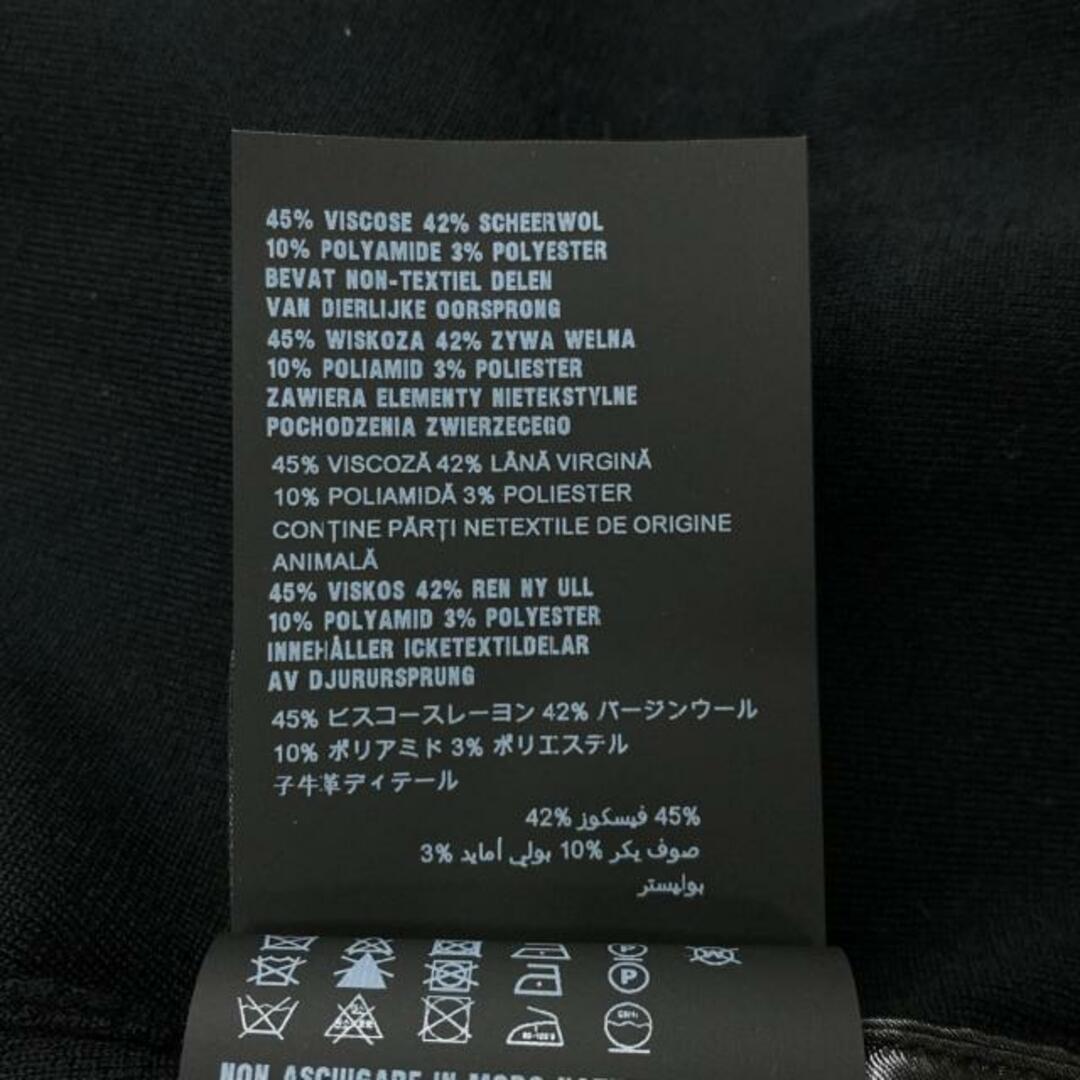 45% VISCOSE 42% SCHEERWOL
10% POLYAMIDE 3% POLYESTER
BEVAT NON-TEXTIEL DELEN
VAN DIERLIJKE OORSPRONG
45% WISKOZA 42% ZYWA WELNA
10% POLIAMID 3% POLIESTER
ZAWIERA ELEMENTY NIETEKSTYLNE
POCHODZENIA ZWIERZECEGO
45% VISCOZĂ 42% LÂNĂ VIRGINĂ
10% POLIAMIDĂ 3% POLIESTER
CONȚINE PĂRȚI NETEXTILE DE ORIGINE
ANIMALĂ
45% VISKOS 42% REN NY ULL
10% POLYAMID 3% POLYESTER
INNEHÅLLER ICKETEXTILDELAR
AV DJURURSPRUNG
45% ビスコースレーヨン 42% バージンウール
10% ポリアミド 3% ポリエステル
子牛革ディテール
45% فيسكوز 42%
صوف بكر 10% بولي أمايد 3%
بوليستر
P
P
NON ASCIUGARE IN MODO